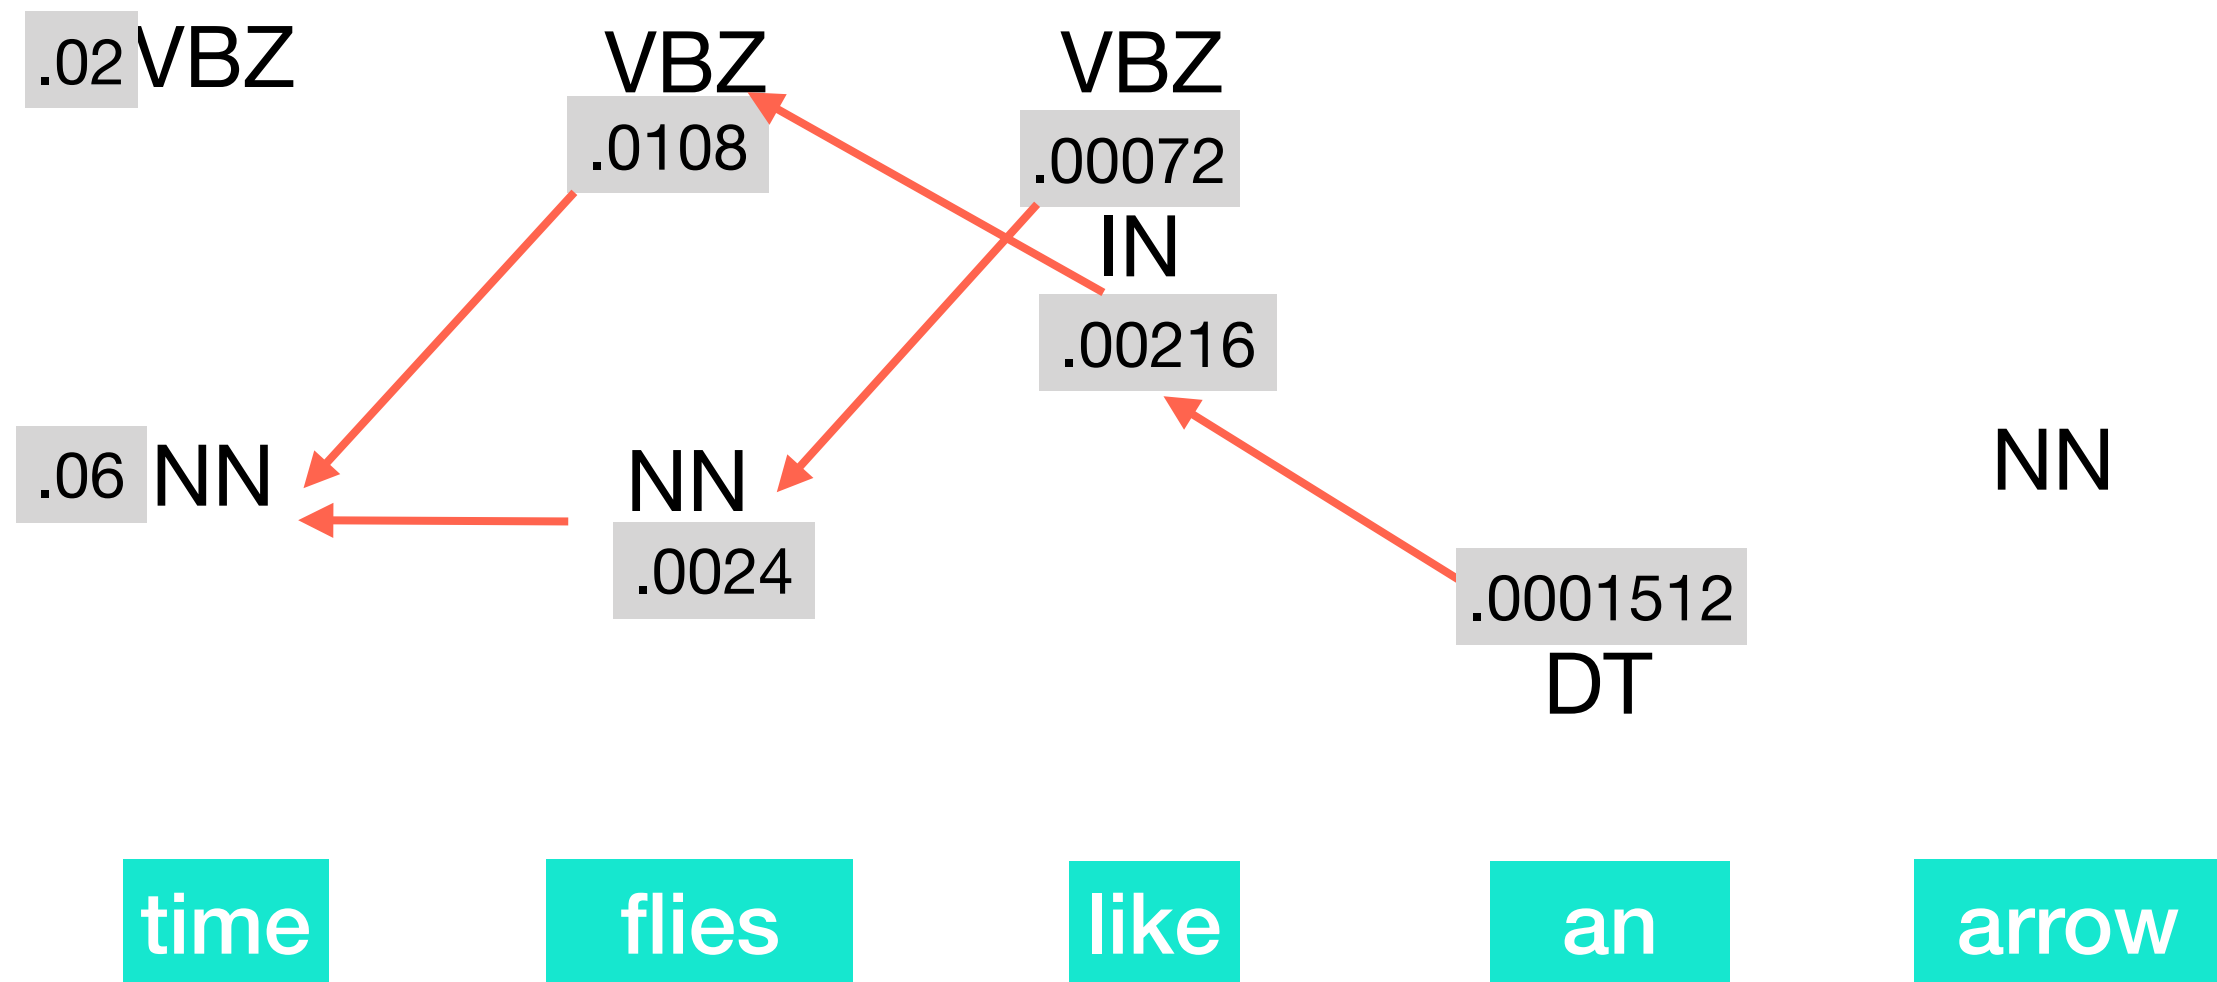 .02 VBZ VBZ VBZ
.0108 .00072
IN
.00216
.06 NN NN NN
.0024 .0001512
DT
time flies like an arrow